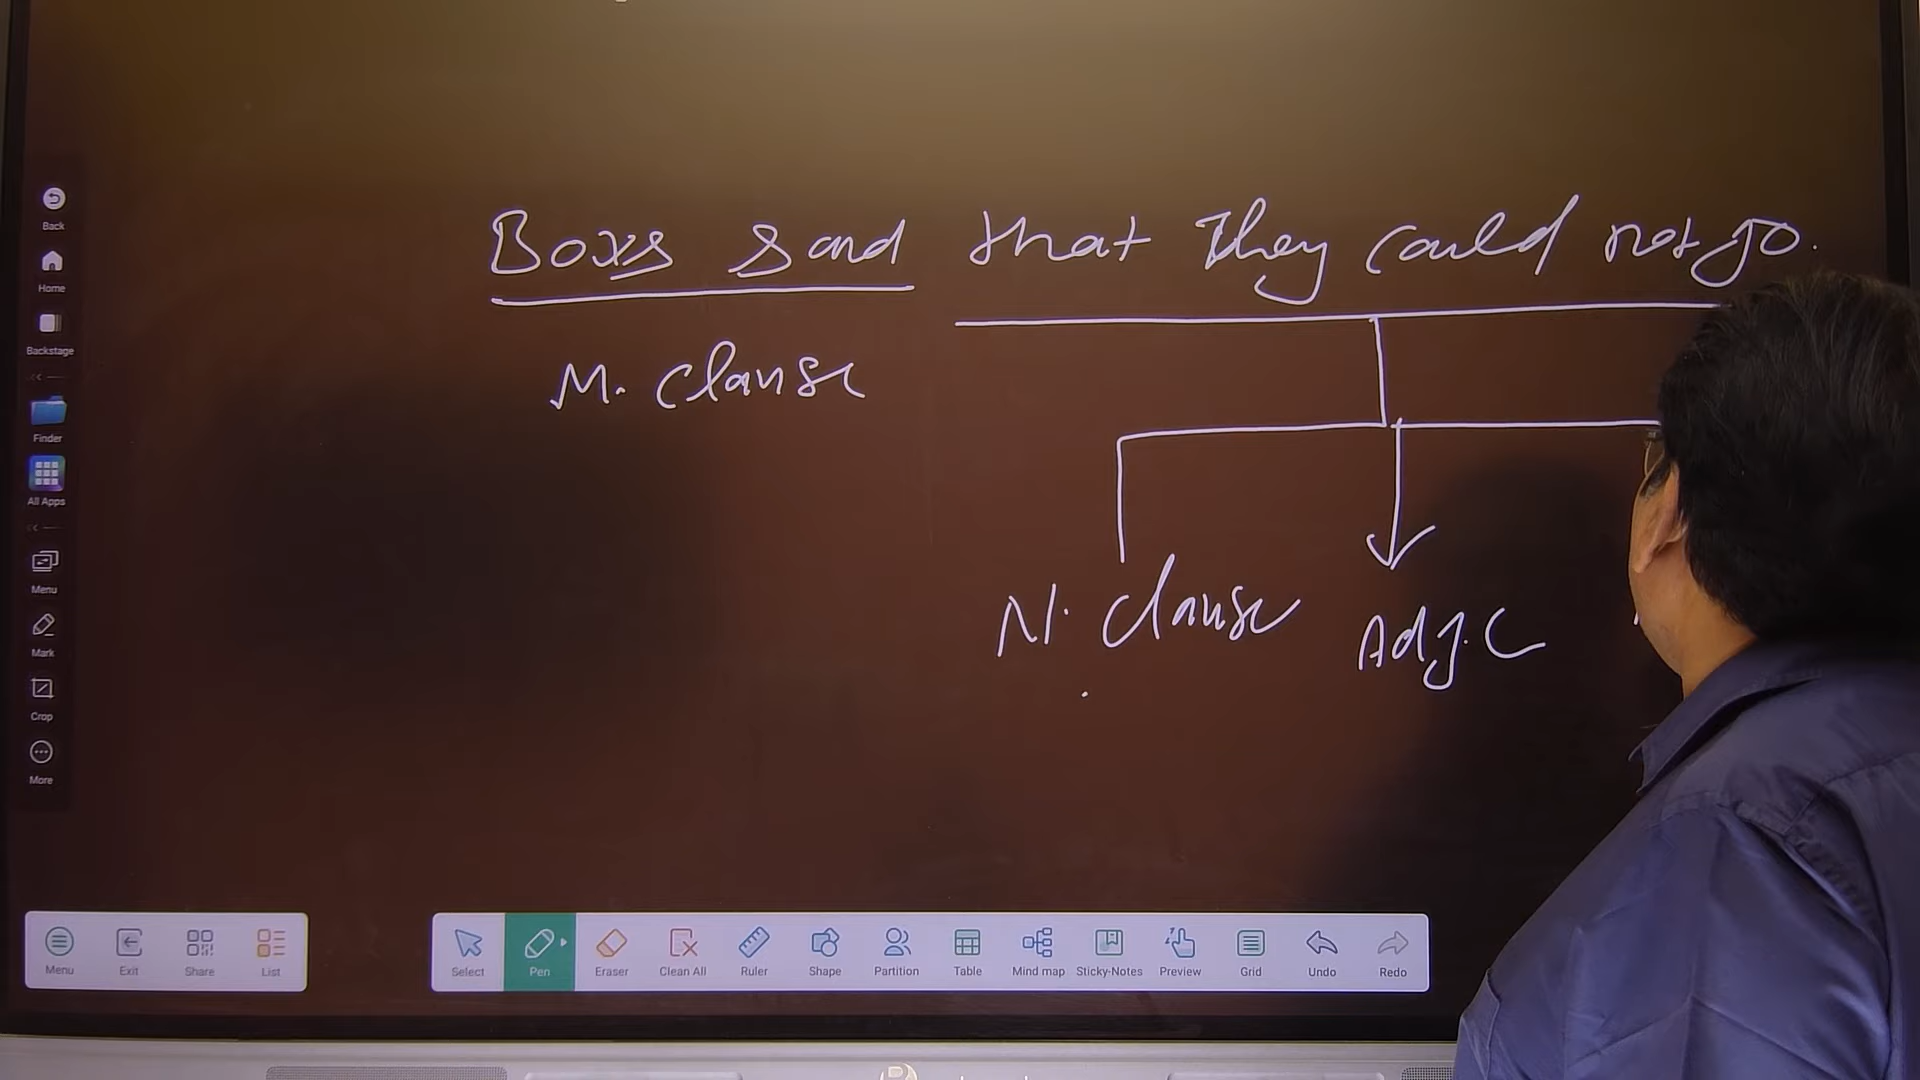 Boxs said that They could not go.
M. Clause
N. Clause Adj. C
Back
Home
Backstage
Finder
All Apps
Menu
Mark
Crop
More
Menu Exit Share List
Select Pen Eraser Clean All Ruler Shape Partition Table Mind map Sticky-Notes Preview Grid Undo Redo